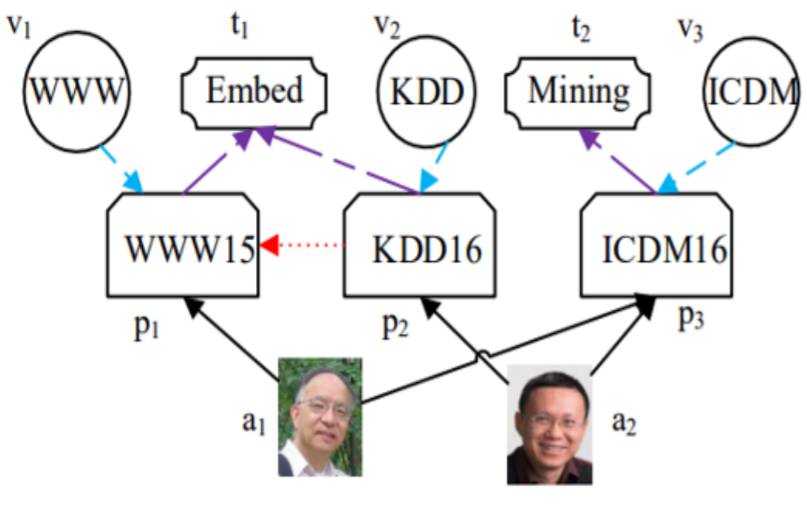 v1 t1 v2 t2 v3
WWW Embed KDD Mining ICDM
WWW15 KDD16 ICDM16
p1 p2 p3
a1 a2